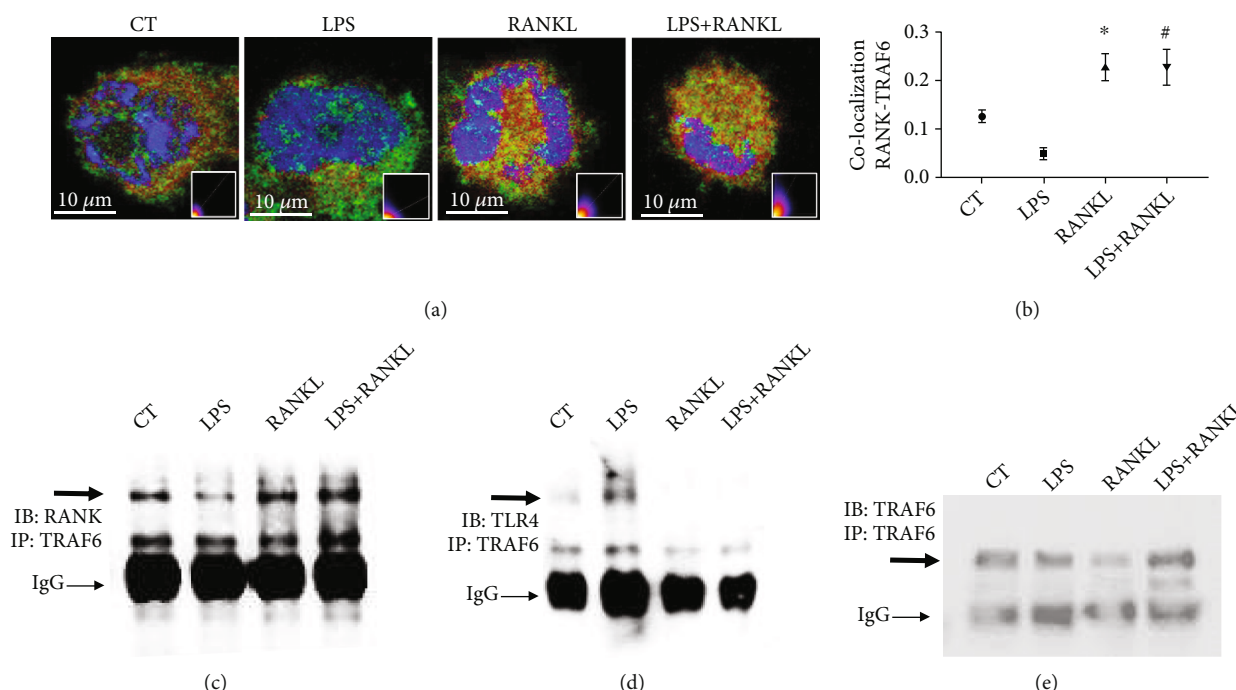 CT
LPS
RANKL
LPS+RANKL
10 µm
10 µm
10 µm
10 µm
(a)
Co-localization
RANK-TRAF6
0.3
0.2
0.1
0.0
*
#
CT
LPS
RANKL
LPS+RANKL
(b)
CT
LPS
RANKL
LPS+RANKL
IB: RANK
IP: TRAF6
IgG
(c)
CT
LPS
RANKL
LPS+RANKL
IB: TLR4
IP: TRAF6
IgG
(d)
CT
LPS
RANKL
LPS+RANKL
IB: TRAF6
IP: TRAF6
IgG
(e)